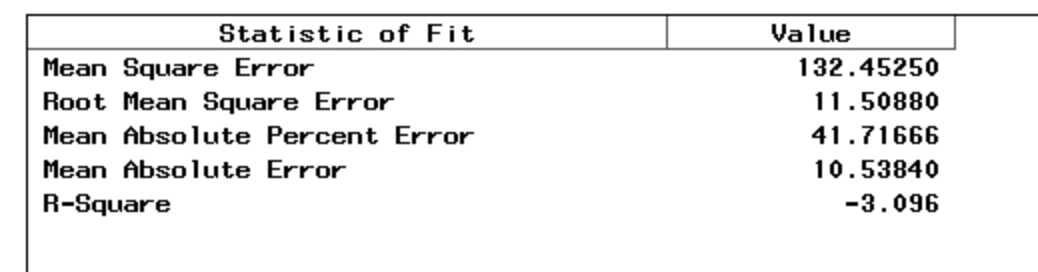 Statistic of Fit Value
Mean Square Error 132.45250
Root Mean Square Error 11.50880
Mean Absolute Percent Error 41.71666
Mean Absolute Error 10.53840
R-Square -3.096